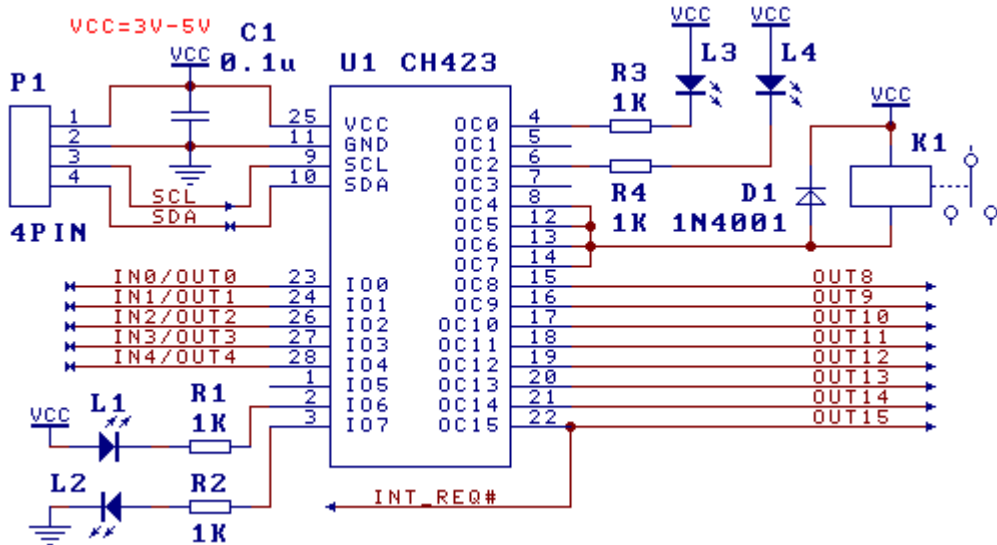 VCC=3V-5V
VCC
C1
0.1u
U1 CH423
P1
1
2
3
4
4PIN
SCL
SDA
25
11
9
10
VCC
GND
SCL
SDA
OC0
OC1
OC2
OC3
OC4
OC5
OC6
OC7
OC8
OC9
OC10
OC11
OC12
OC13
OC14
OC15
4
5
6
7
8
12
13
14
15
16
17
18
19
20
21
22
R3
1K
R4
1K
VCC
L3
VCC
L4
VCC
K1
D1
1N4001
IN0/OUT0
IN1/OUT1
IN2/OUT2
IN3/OUT3
IN4/OUT4
23
24
26
27
28
1
2
3
IO0
IO1
IO2
IO3
IO4
IO5
IO6
IO7
OUT8
OUT9
OUT10
OUT11
OUT12
OUT13
OUT14
OUT15
VCC
L1
R1
1K
L2
R2
1K
INT_REQ#